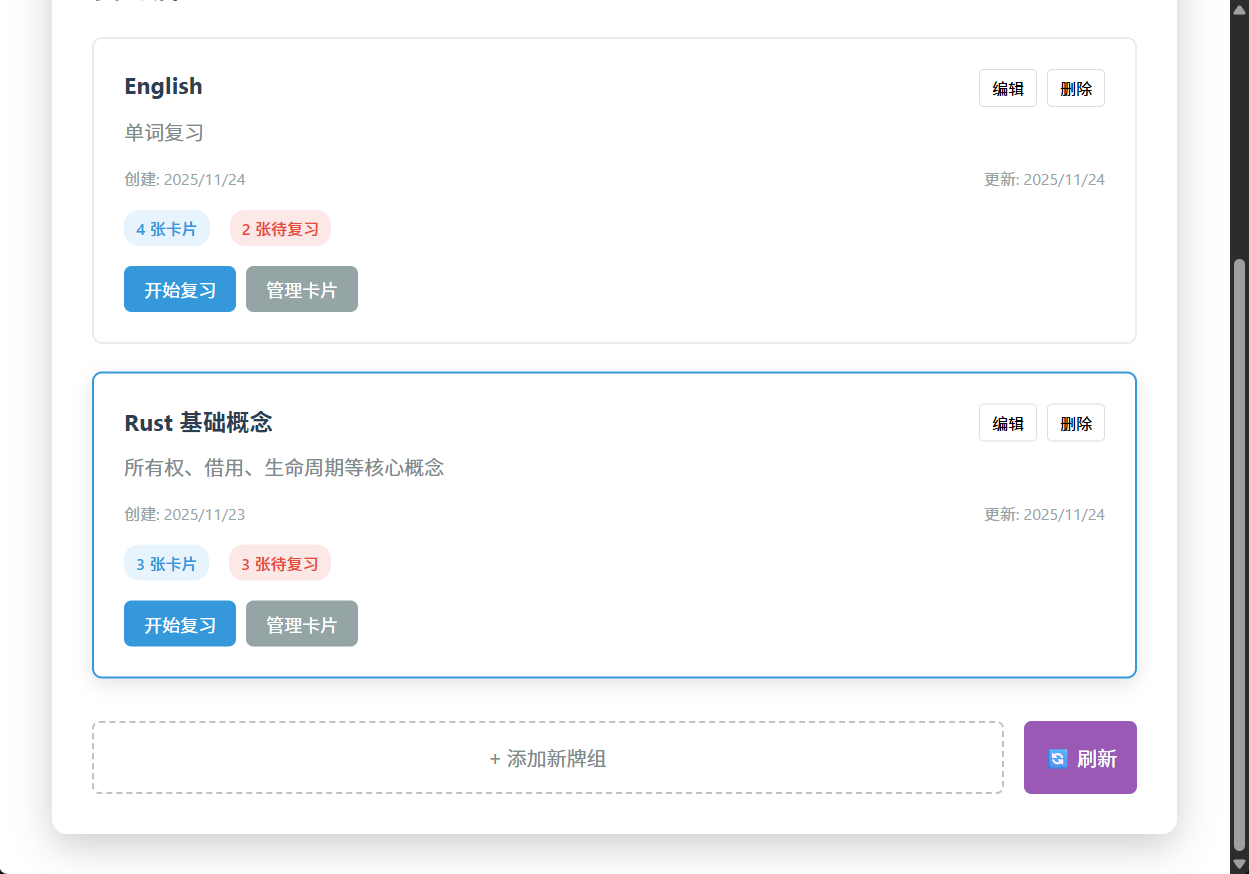 English
编辑 删除
单词复习
创建: 2025/11/24 更新: 2025/11/24
4 张卡片 2 张待复习
开始复习 管理卡片
Rust 基础概念
编辑 删除
所有权、借用、生命周期等核心概念
创建: 2025/11/23 更新: 2025/11/24
3 张卡片 3 张待复习
开始复习 管理卡片
+ 添加新牌组 刷新